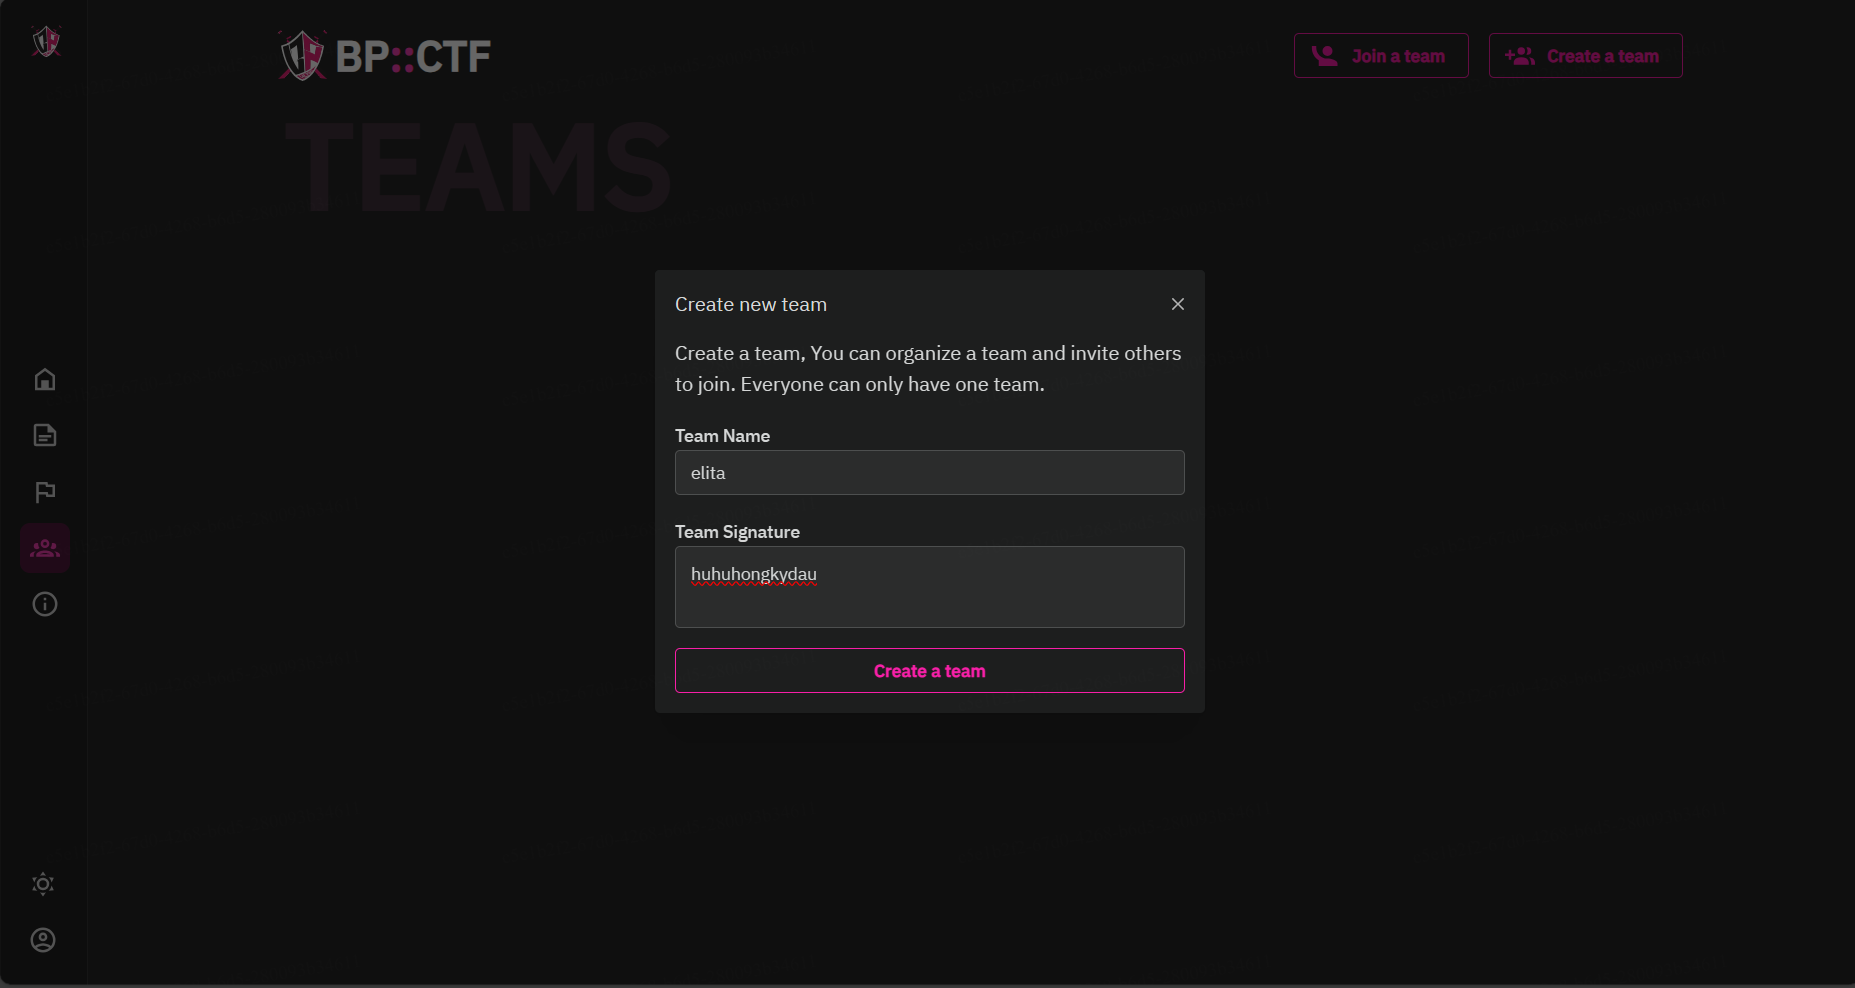 BP::CTF
Join a team
Create a team
TEAMS
Create new team
Create a team, You can organize a team and invite others
to join. Everyone can only have one team.
Team Name
elita
Team Signature
huhuhongkydau
Create a team